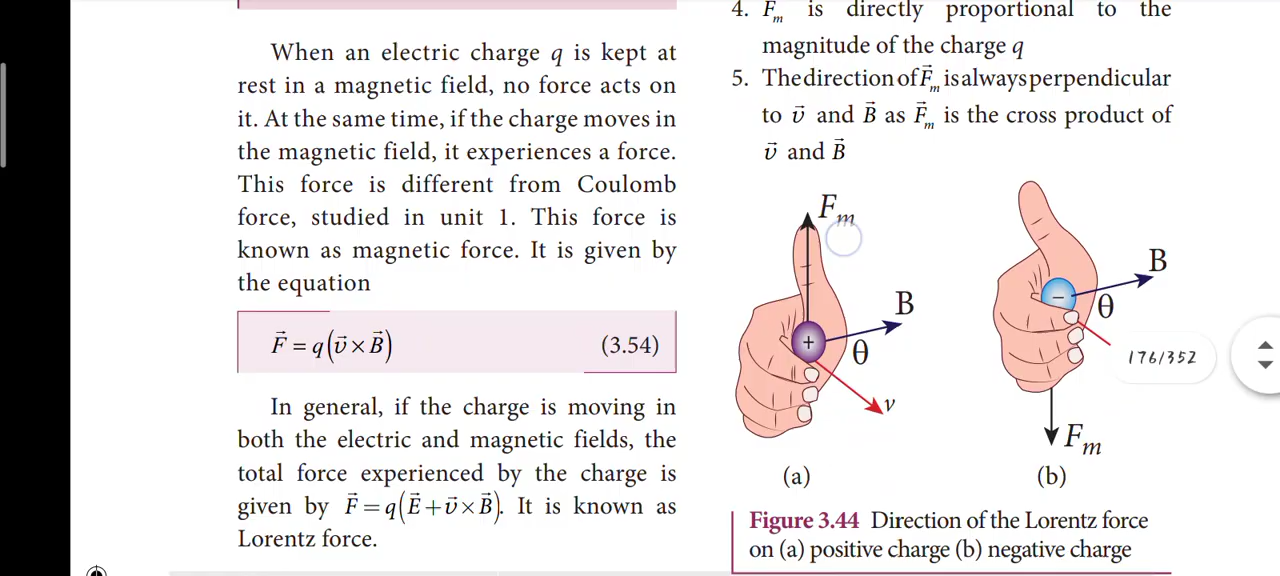 When an electric charge q is kept at
rest in a magnetic field, no force acts on
it. At the same time, if the charge moves in
the magnetic field, it experiences a force.
This force is different from Coulomb
force, studied in unit 1. This force is
known as magnetic force. It is given by
the equation
F⃗ = q(υ⃗ × B⃗) (3.54)
In general, if the charge is moving in
both the electric and magnetic fields, the
total force experienced by the charge is
given by F⃗ = q(E⃗ + υ⃗ × B⃗). It is known as
Lorentz force.
4. F⃗m is directly proportional to the
magnitude of the charge q
5. The direction of F⃗m is always perpendicular
to υ⃗ and B⃗ as F⃗m is the cross product of
υ⃗ and B⃗
Fm
B
+
θ
v
(a)
B
−
θ
Fm
(b)
176/352
Figure 3.44 Direction of the Lorentz force
on (a) positive charge (b) negative charge